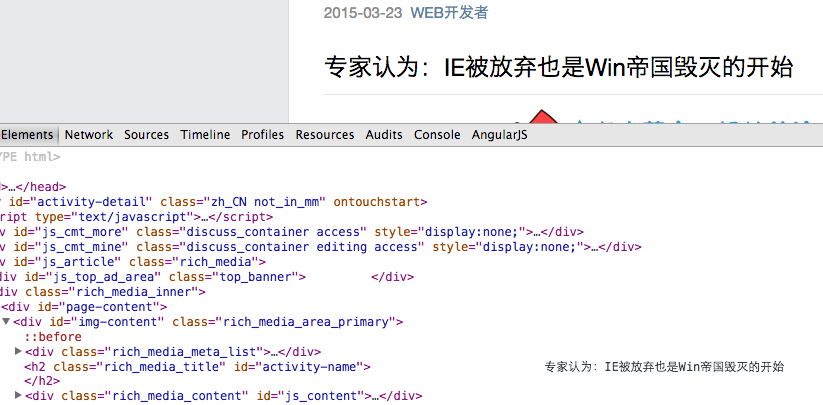 2015-03-23 WEB开发者
专家认为：IE被放弃也是Win帝国毁灭的开始
Elements Network Sources Timeline Profiles Resources Audits Console AngularJS
YPE html>
d>…</head>
y id="activity-detail" class="zh_CN not_in_mm" ontouchstart>
cript type="text/javascript">…</script>
iv id="js_cmt_more" class="discuss_container access" style="display:none;">…</div>
iv id="js_cmt_mine" class="discuss_container editing access" style="display:none;">…</div>
iv id="js_article" class="rich_media">
div id="js_top_ad_area" class="top_banner"> </div>
div class="rich_media_inner">
<div id="page-content">
▼<div id="img-content" class="rich_media_area_primary">
::before
▶<div class="rich_media_meta_list">…</div>
<h2 class="rich_media_title" id="activity-name"> 专家认为：IE被放弃也是Win帝国毁灭的开始
</h2>
▶<div class="rich_media_content" id="js_content">…</div>